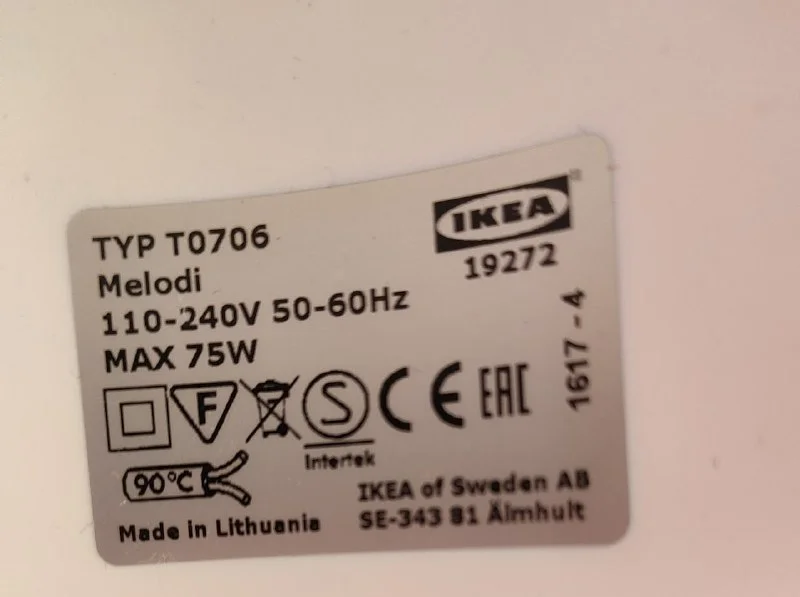 TYP T0706
Melodi
110-240V 50-60Hz
MAX 75W
IKEA®
19272
1617-4
F
S
Intertek
CE
EAC
90°C
Made in Lithuania
IKEA of Sweden AB
SE-343 81 Älmhult